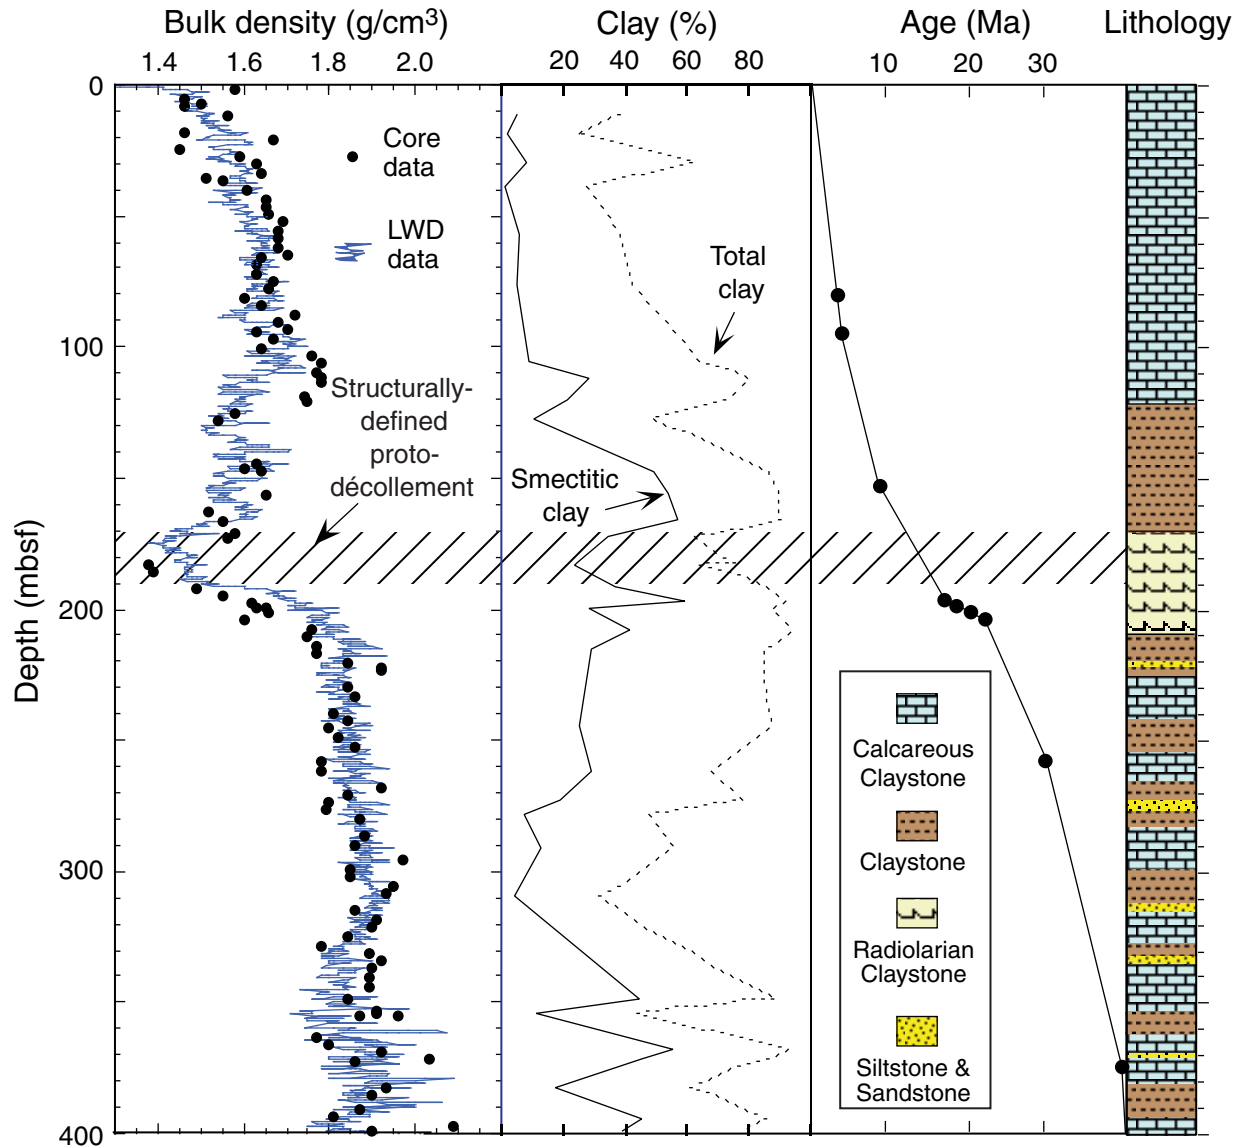 Bulk density (g/cm³) Clay (%) Age (Ma) Lithology
1.4 1.6 1.8 2.0 20 40 60 80 10 20 30
0
Core
data
LWD
data
Total
clay
100
Structurally-
defined
proto-
décollement
Smectitic
clay
Depth (mbsf)
200
Calcareous
Claystone
Claystone
300
Radiolarian
Claystone
Siltstone &
Sandstone
400